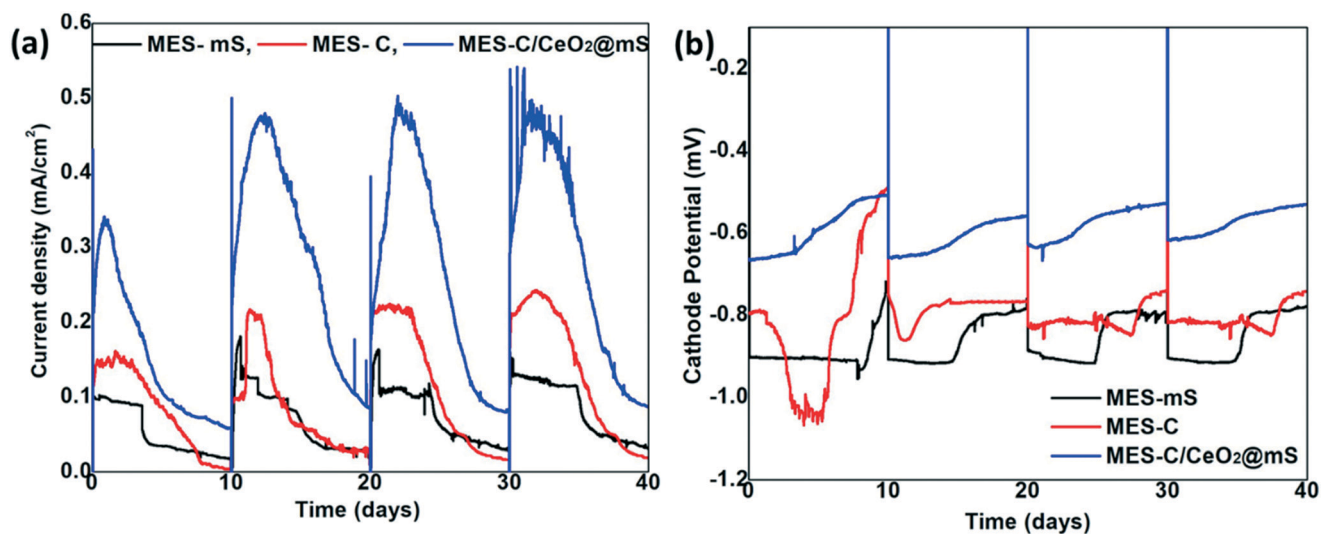 (a)
MES- mS, MES- C, MES-C/CeO₂@mS
Current density (mA/cm²)
0.6
0.5
0.4
0.3
0.2
0.1
0.0
0 10 20 30 40
Time (days)
(b)
Cathode Potential (mV)
-0.2
-0.4
-0.6
-0.8
-1.0
-1.2
MES-mS
MES-C
MES-C/CeO₂@mS
0 10 20 30 40
Time (days)